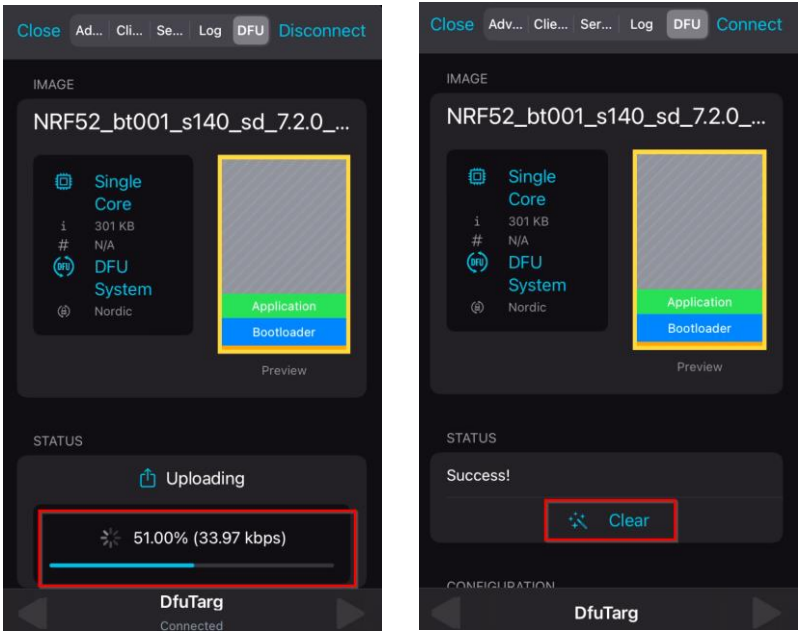 Close Ad... Cli... Se... Log DFU Disconnect
IMAGE
NRF52_bt001_s140_sd_7.2.0_...
Single
Core
i 301 KB
# N/A
DFU
DFU
System
Nordic
Application
Bootloader
Preview
STATUS
Uploading
51.00% (33.97 kbps)
DfuTarg
Connected
Close Adv... Clie... Ser... Log DFU Connect
IMAGE
NRF52_bt001_s140_sd_7.2.0_...
Single
Core
i 301 KB
# N/A
DFU
DFU
System
Nordic
Application
Bootloader
Preview
STATUS
Success!
Clear
CONFIGURATION
DfuTarg